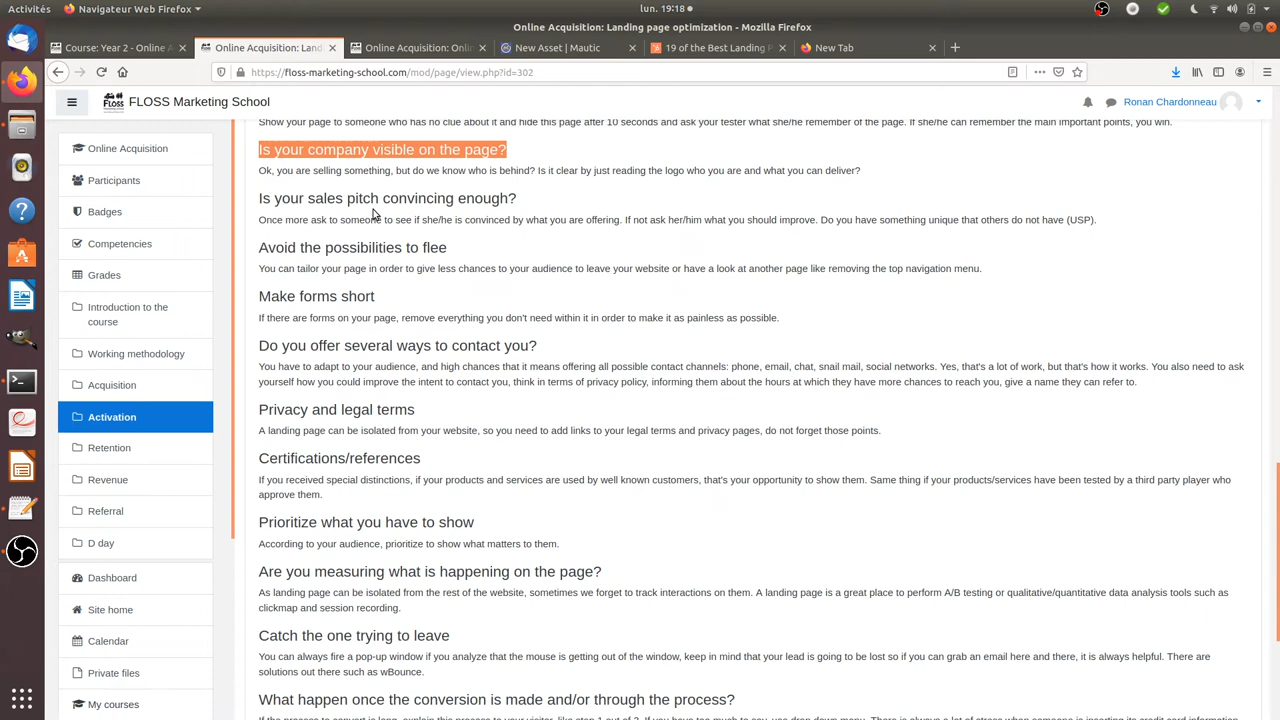 Activités
Navigateur Web Firefox
lun. 19:18
Online Acquisition: Landing page optimization - Mozilla Firefox
Course: Year 2 - Online A
Online Acquisition: Land
Online Acquisition: Onli
New Asset | Mautic
19 of the Best Landing P
New Tab
https://floss-marketing-school.com/mod/page/view.php?id=302
FLOSS FLOSS Marketing School
Ronan Chardonneau
Online Acquisition
Participants
Badges
Competencies
Grades
Introduction to the
course
Working methodology
Acquisition
Activation
Retention
Revenue
Referral
D day
Dashboard
Site home
Calendar
Private files
My courses
Show your page to someone who has no clue about it and hide this page after 10 seconds and ask your tester what she/he remember of the page. If she/he can remember the main important points, you win.
Is your company visible on the page?
Ok, you are selling something, but do we know who is behind? Is it clear by just reading the logo who you are and what you can deliver?
Is your sales pitch convincing enough?
Once more ask to someone to see if she/he is convinced by what you are offering. If not ask her/him what you should improve. Do you have something unique that others do not have (USP).
Avoid the possibilities to flee
You can tailor your page in order to give less chances to your audience to leave your website or have a look at another page like removing the top navigation menu.
Make forms short
If there are forms on your page, remove everything you don't need within it in order to make it as painless as possible.
Do you offer several ways to contact you?
You have to adapt to your audience, and high chances that it means offering all possible contact channels: phone, email, chat, snail mail, social networks. Yes, that's a lot of work, but that's how it works. You also need to ask
yourself how you could improve the intent to contact you, think in terms of privacy policy, informing them about the hours at which they have more chances to reach you, give a name they can refer to.
Privacy and legal terms
A landing page can be isolated from your website, so you need to add links to your legal terms and privacy pages, do not forget those points.
Certifications/references
If you received special distinctions, if your products and services are used by well known customers, that's your opportunity to show them. Same thing if your products/services have been tested by a third party player who
approve them.
Prioritize what you have to show
According to your audience, prioritize to show what matters to them.
Are you measuring what is happening on the page?
As landing page can be isolated from the rest of the website, sometimes we forget to track interactions on them. A landing page is a great place to perform A/B testing or qualitative/quantitative data analysis tools such as
clickmap and session recording.
Catch the one trying to leave
You can always fire a pop-up window if you analyze that the mouse is getting out of the window, keep in mind that your lead is going to be lost so if you can grab an email here and there, it is always helpful. There are
solutions out there such as wBounce.
What happen once the conversion is made and/or through the process?